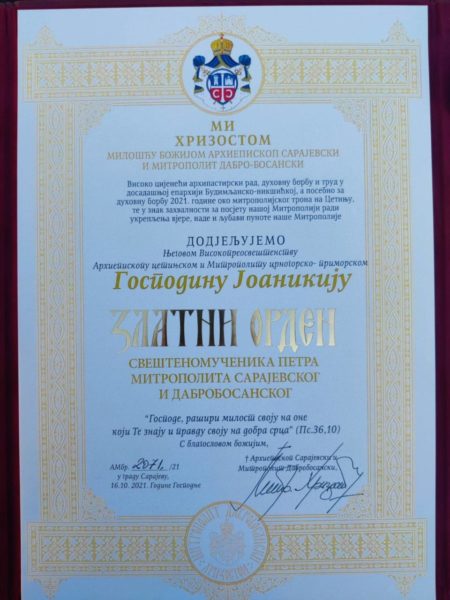 МИ
ХРИЗОСТОМ
МИЛОШЋУ БОЖИЈОМ АРХИЕПИСКОП САРАЈЕВСКИ
И МИТРОПОЛИТ ДАБРО-БОСАНСКИ
Високо цијенећи архипастирски рад, духовну борбу и труд у
досадашњој епархији Будимљанско-никшићкој, а посебно за
духовну борбу 2021. године око митрополијског трона на Цетињу,
те у знак захвалности за посјету нашој Митрополији ради
укрепљења вјере, наде и љубави пуноте наше Митрополије
ДОДЈЕЉУЈЕМО
Његовом Високопреосвештенству
Архиепископу цетинском и Митрополиту црногорско- приморском
Господину Јоаникију
ЗЛАТНИ ОРДЕН
СВЕШТЕНОМУЧЕНИКА ПЕТРА
МИТРОПОЛИТА САРАЈЕВСКОГ
И ДАБРОБОСАНСКОГ
"Господе, рашири милост своју на оне
који Те знају и правду своју на добра срца" (Пс.36,10)
С благословом божијим,
АМбр. 2071. /21
у граду Сарајеву,
16.10. 2021. Године Господње
† Архиепископ Сарајевски и
Митрополит Дабробосански,